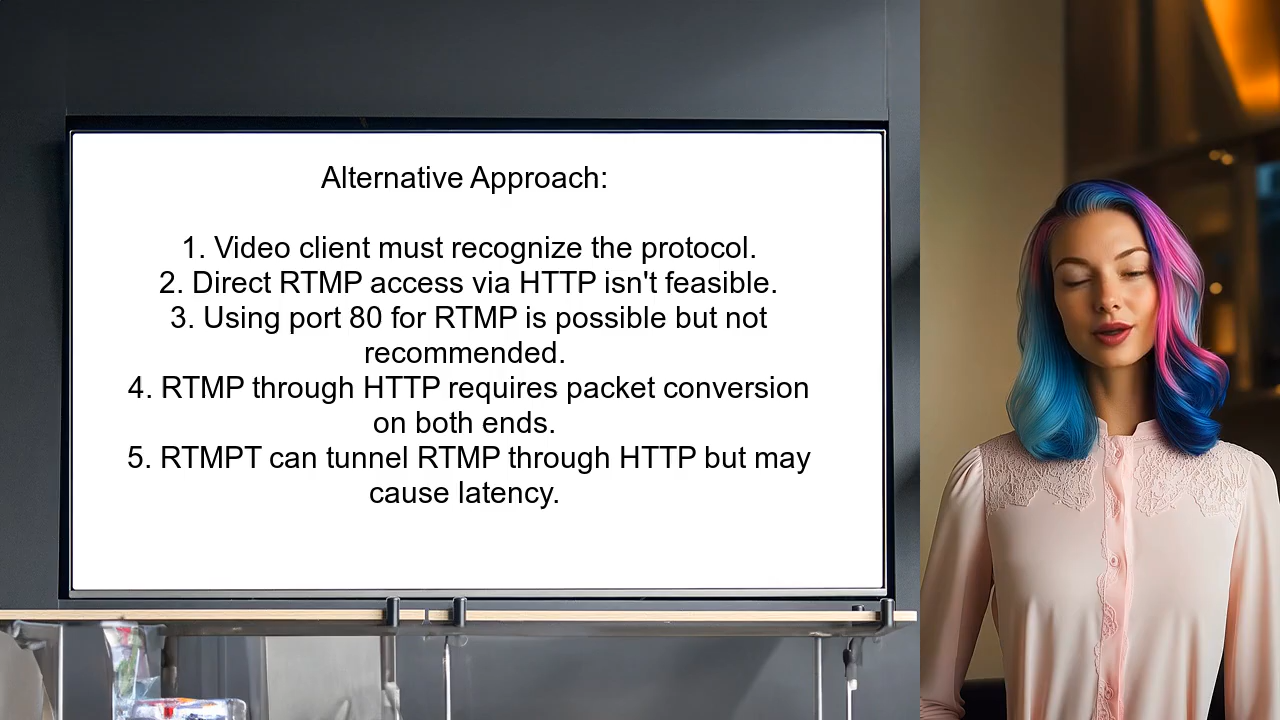 Alternative Approach:
1. Video client must recognize the protocol.
2. Direct RTMP access via HTTP isn't feasible.
3. Using port 80 for RTMP is possible but not
recommended.
4. RTMP through HTTP requires packet conversion
on both ends.
5. RTMPT can tunnel RTMP through HTTP but may
cause latency.